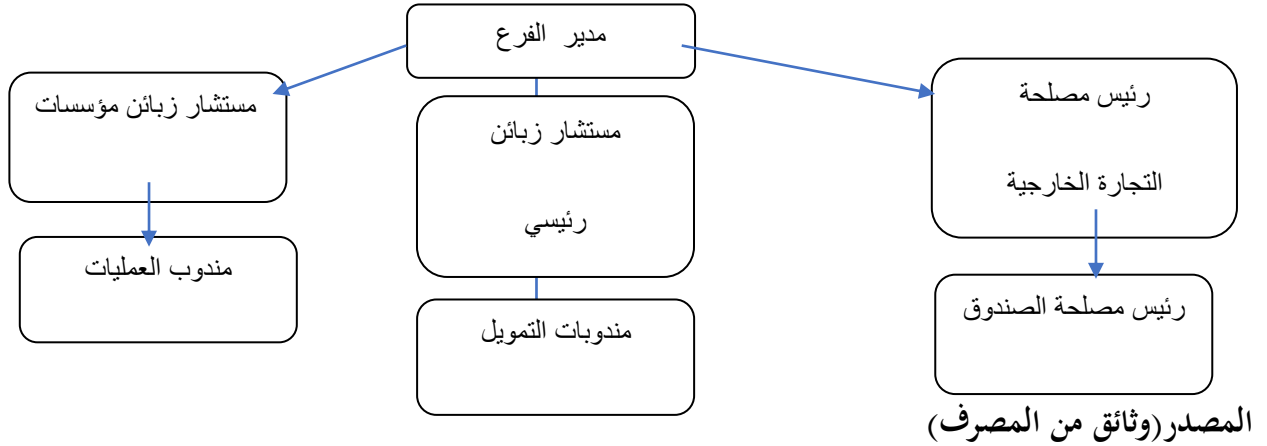 مدير الفرع
رئيس مصلحة
التجارة الخارجية
مستشار زبائن
رئيسي
مستشار زبائن مؤسسات
رئيس مصلحة الصندوق
مندوبات التمويل
مندوب العمليات
المصدر(وثائق من المصرف)